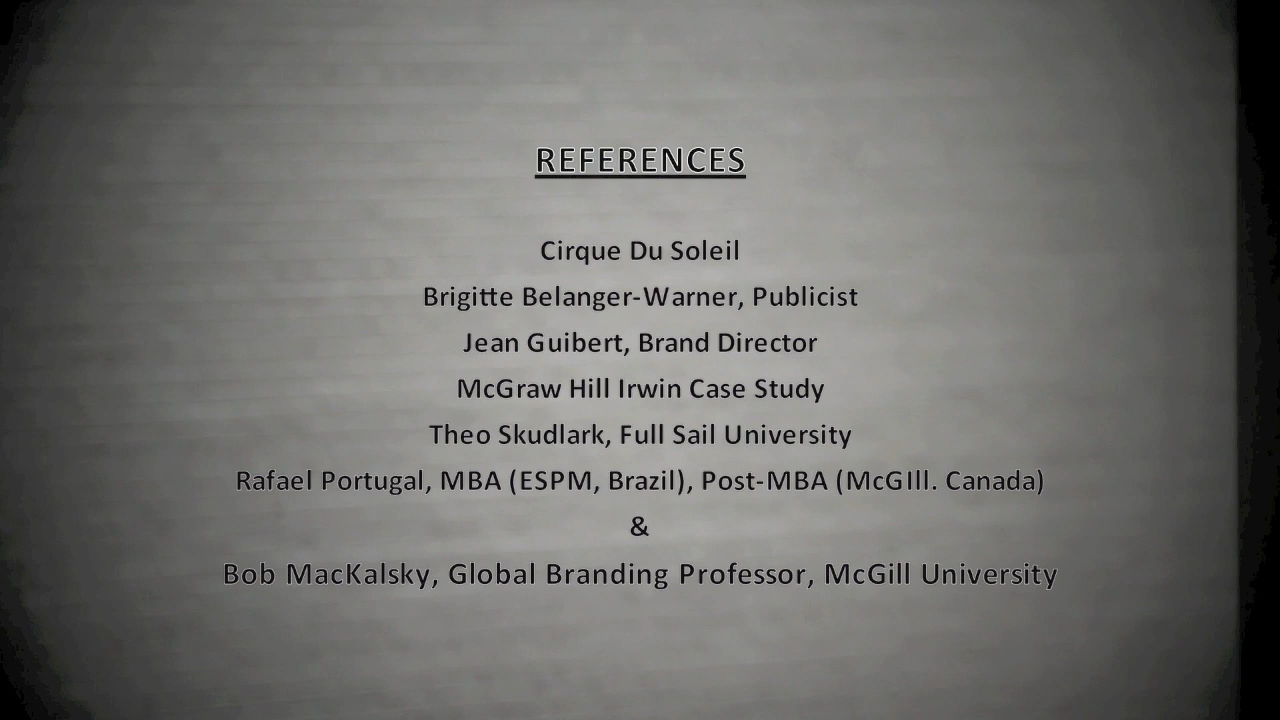 REFERENCES
Cirque Du Soleil
Brigitte Belanger-Warner, Publicist
Jean Guibert, Brand Director
McGraw Hill Irwin Case Study
Theo Skudlark, Full Sail University
Rafael Portugal, MBA (ESPM, Brazil), Post-MBA (McGIll. Canada)
&
Bob MacKalsky, Global Branding Professor, McGill University